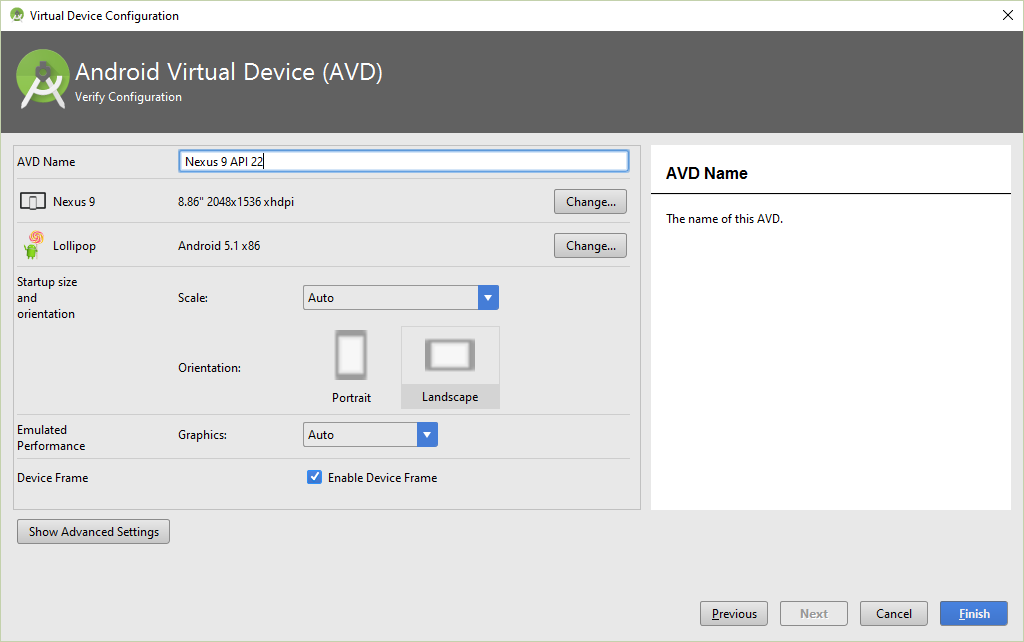 Virtual Device Configuration
Android Virtual Device (AVD)
Verify Configuration
AVD Name
Nexus 9 API 22
Nexus 9
8.86" 2048x1536 xhdpi
Change...
Lollipop
Android 5.1 x86
Change...
Startup size
and
orientation
Scale:
Auto
Orientation:
Portrait
Landscape
Emulated
Performance
Graphics:
Auto
Device Frame
Enable Device Frame
Show Advanced Settings
AVD Name
The name of this AVD.
Previous
Next
Cancel
Finish